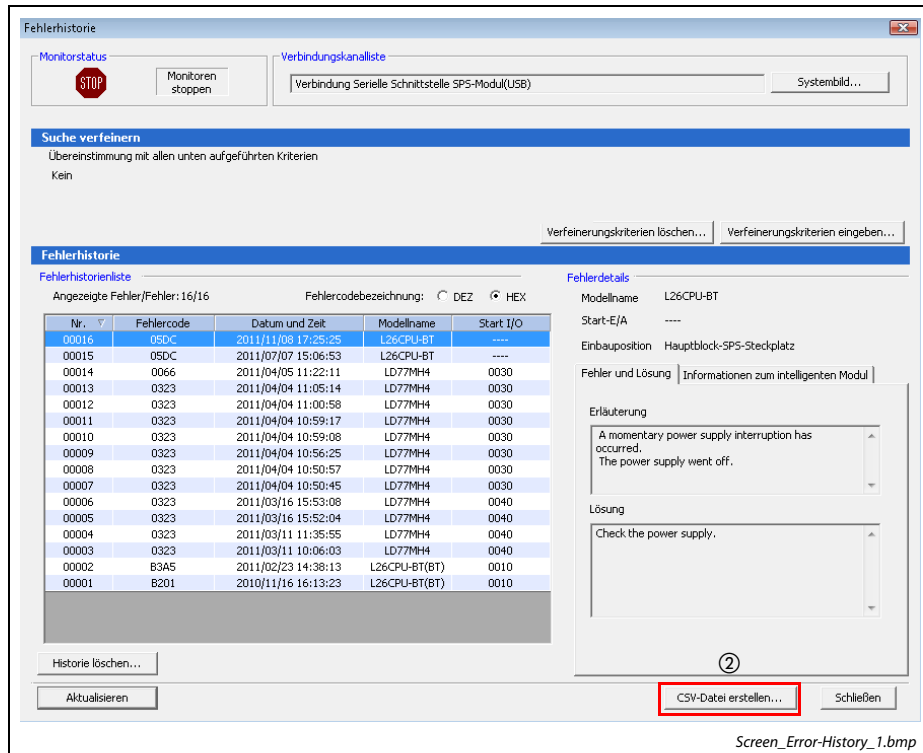 Fehlerhistorie
Monitorstatus
Verbindungskanalliste
STOP
Monitoren
stoppen
Verbindung Serielle Schnittstelle SPS-Modul(USB)
Systembild...
Suche verfeinern
Übereinstimmung mit allen unten aufgeführten Kriterien
Kein
Verfeinerungskriterien löschen...
Verfeinerungskriterien eingeben...
Fehlerhistorie
Fehlerhistorienliste
Angezeigte Fehler/Fehler: 16/16
Fehlercodebezeichnung: DEZ HEX
Nr. Fehlercode Datum und Zeit Modellname Start I/O
00016 05DC 2011/11/08 17:25:25 L26CPU-BT ----
00015 05DC 2011/07/07 15:06:53 L26CPU-BT ----
00014 0066 2011/04/05 11:22:11 LD77MH4 0030
00013 0323 2011/04/04 11:05:14 LD77MH4 0030
00012 0323 2011/04/04 11:00:58 LD77MH4 0030
00011 0323 2011/04/04 10:59:17 LD77MH4 0030
00010 0323 2011/04/04 10:59:08 LD77MH4 0030
00009 0323 2011/04/04 10:56:25 LD77MH4 0030
00008 0323 2011/04/04 10:50:57 LD77MH4 0030
00007 0323 2011/04/04 10:50:45 LD77MH4 0030
00006 0323 2011/03/16 15:53:08 LD77MH4 0040
00005 0323 2011/03/16 15:52:04 LD77MH4 0040
00004 0323 2011/03/11 11:35:55 LD77MH4 0040
00003 0323 2011/03/11 10:06:03 LD77MH4 0040
00002 B3A5 2011/02/23 14:38:13 L26CPU-BT(BT) 0010
00001 B201 2010/11/16 16:13:23 L26CPU-BT(BT) 0010
Fehlerdetails
Modellname L26CPU-BT
Start-E/A ----
Einbauposition Hauptblock-SPS-Steckplatz
Fehler und Lösung
Informationen zum intelligenten Modul
Erläuterung
A momentary power supply interruption has
occurred.
The power supply went off.
Lösung
Check the power supply.
Historie löschen...
②
Aktualisieren
CSV-Datei erstellen...
Schließen
Screen_Error-History_1.bmp